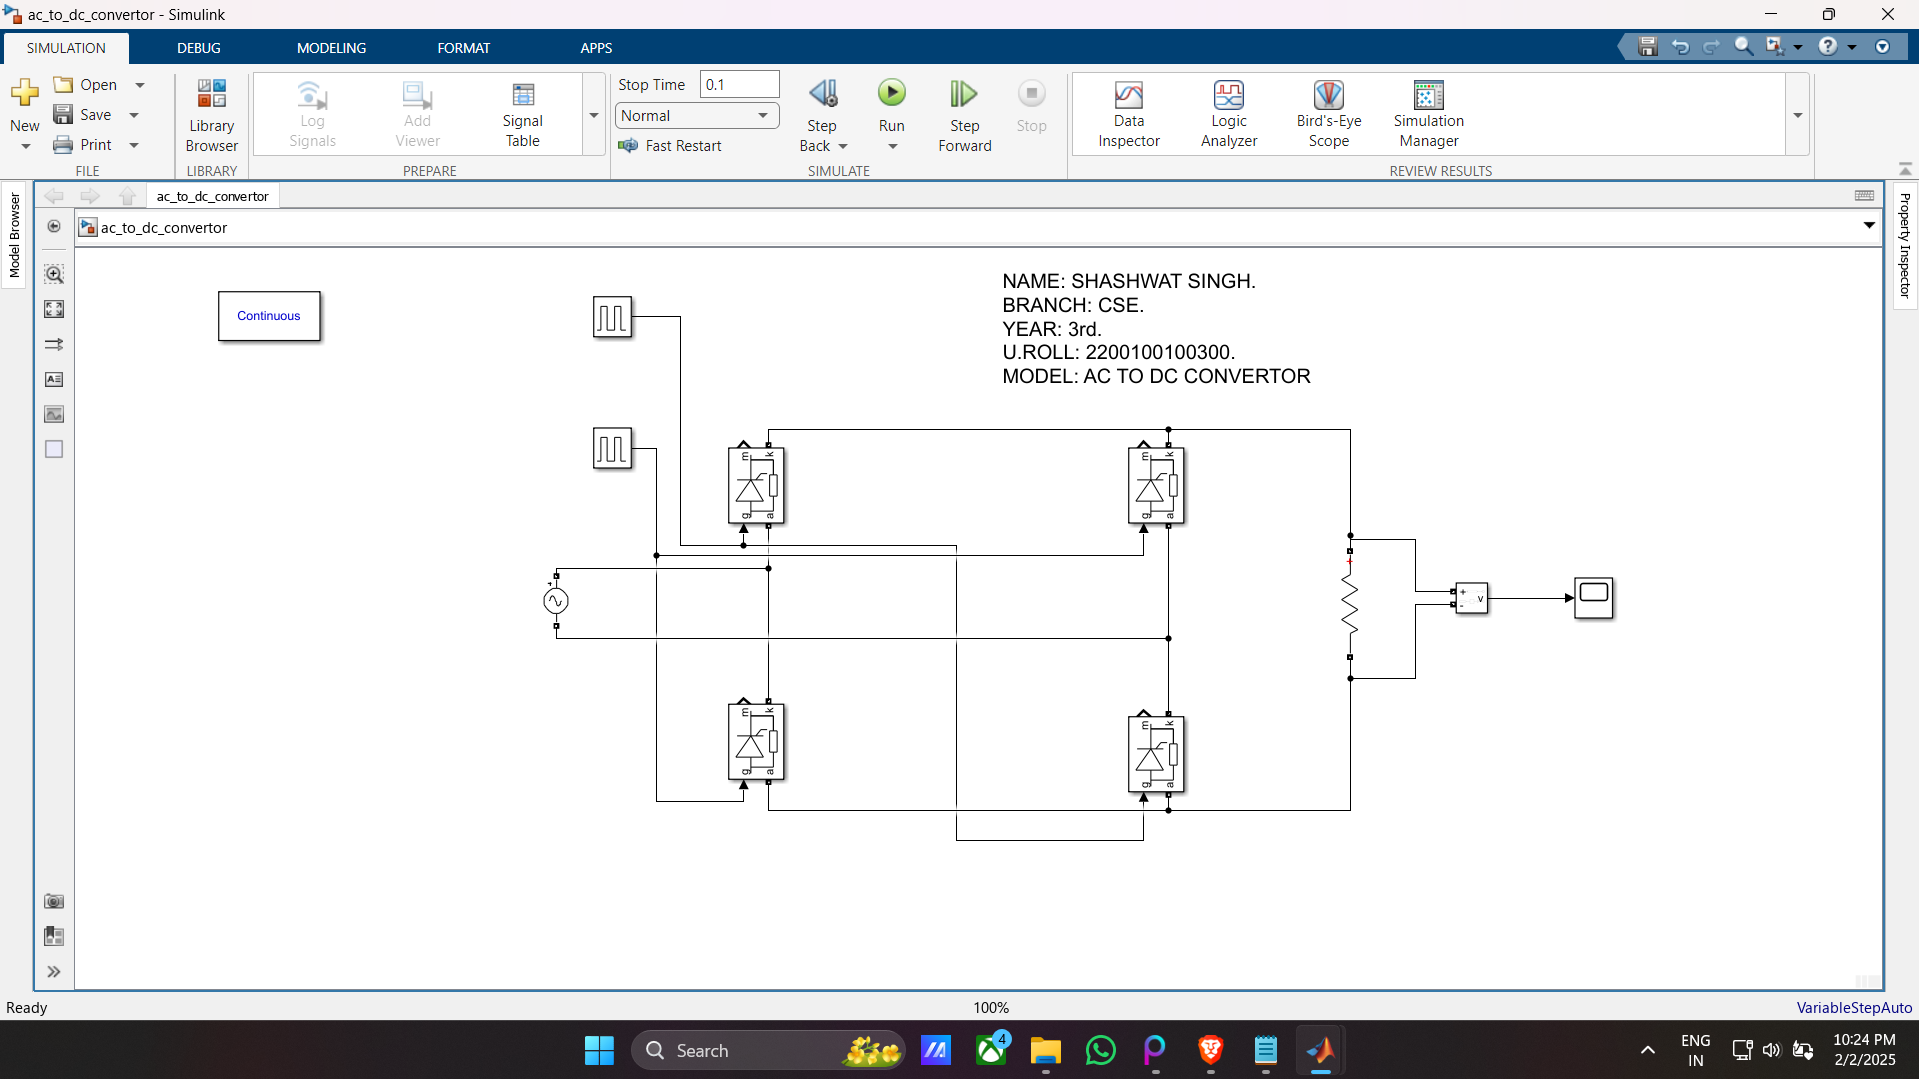 ac_to_dc_convertor - Simulink
SIMULATION
DEBUG
MODELING
FORMAT
APPS
New
Open
Save
Print
FILE
Library
Browser
LIBRARY
Log
Signals
Add
Viewer
Signal
Table
PREPARE
Stop Time 0.1
Normal
Fast Restart
Step
Back
Run
Step
Forward
Stop
SIMULATE
Data
Inspector
Logic
Analyzer
Bird's-Eye
Scope
Simulation
Manager
REVIEW RESULTS
Model Browser
Property Inspector
ac_to_dc_convertor
ac_to_dc_convertor
Continuous
NAME: SHASHWAT SINGH.
BRANCH: CSE.
YEAR: 3rd.
U.ROLL: 2200100100300.
MODEL: AC TO DC CONVERTOR
m k
g a
m k
g a
+
+
+ v
-
m k
g a
m k
g a
Ready
100%
VariableStepAuto
Search
4
ENG
IN
10:24 PM
2/2/2025